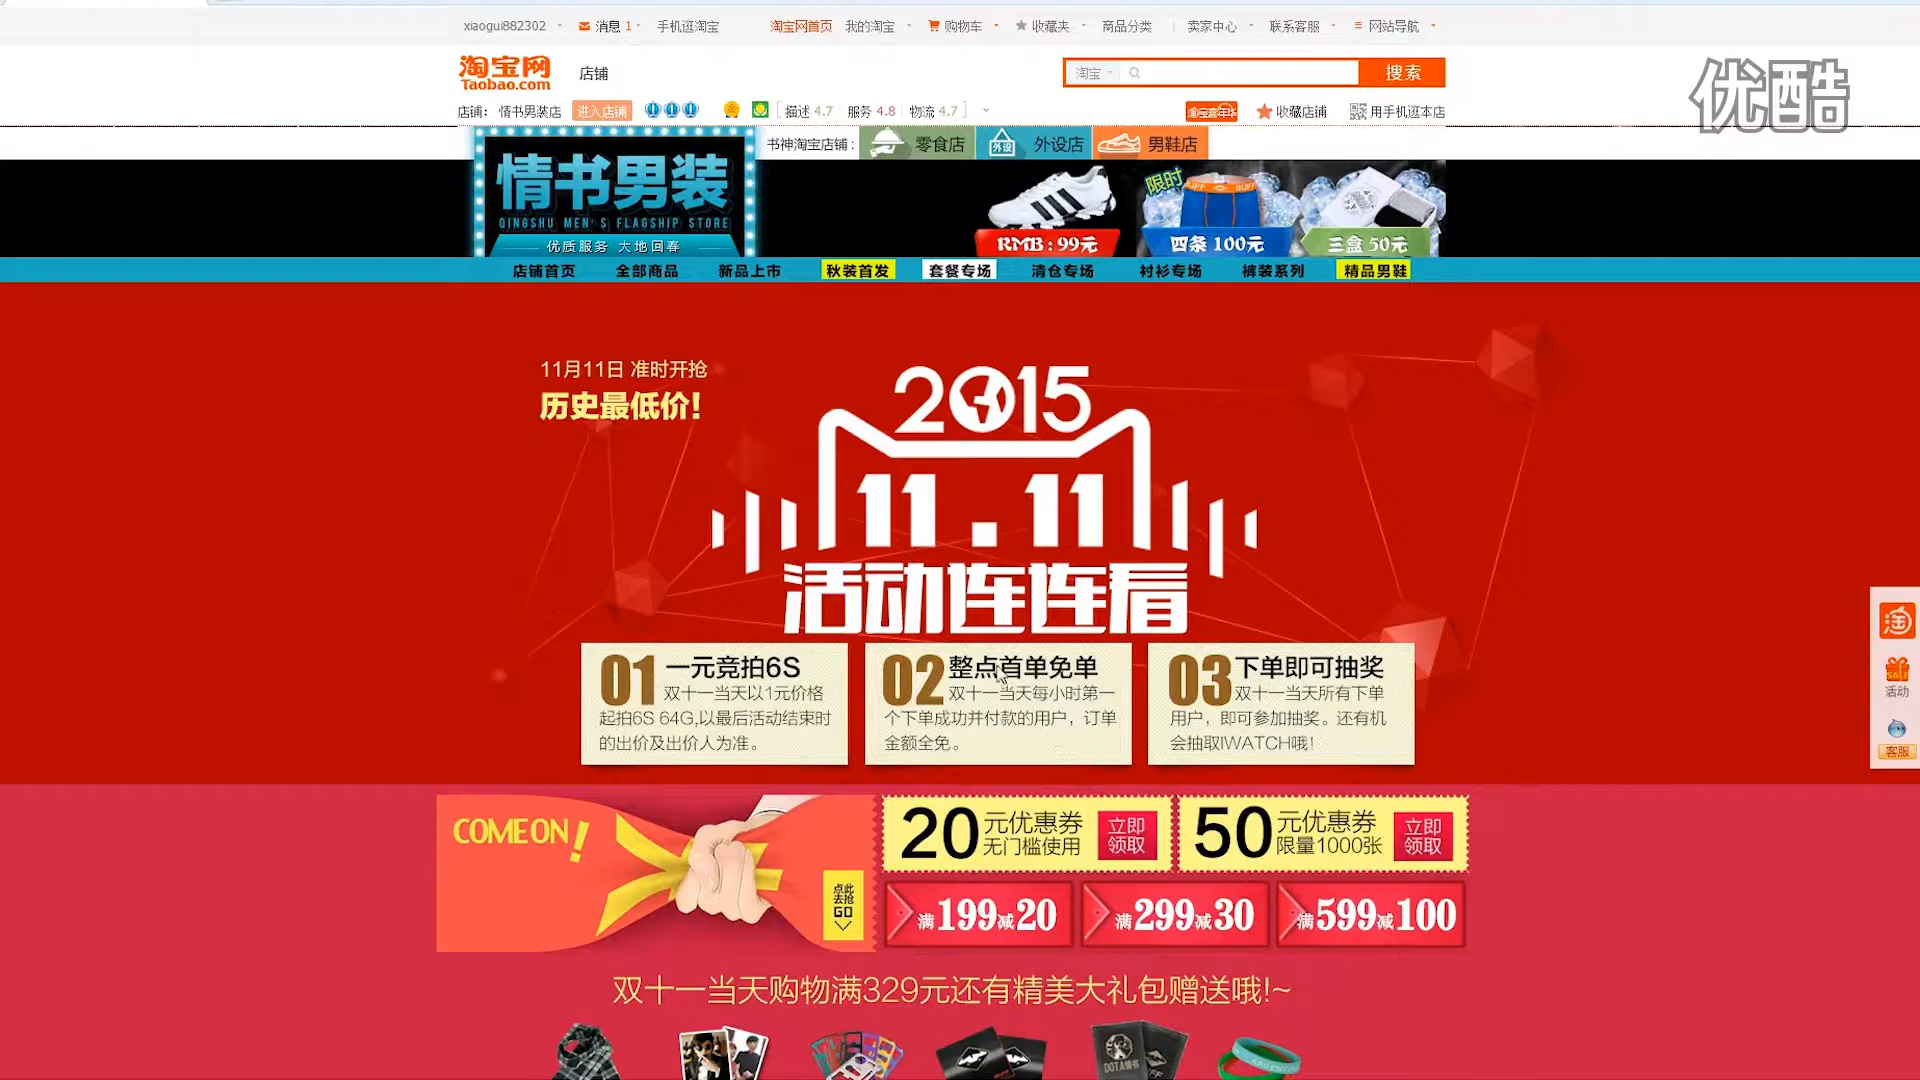 xiaogui882302 消息 1 手机逛淘宝 淘宝网首页 我的淘宝 购物车 收藏夹 商品分类 卖家中心 联系客服 网站导航
淘宝网
Taobao.com
店铺
淘宝
搜索
优酷
店铺： 情书男装店 进入店铺 描述 4.7 服务 4.8 物流 4.7
收藏店铺 用手机逛本店
书神淘宝店铺：
零食店
外设
外设店
男鞋店
情书男装
QINGSHU MEN'S FLAGSHIP STORE
优质服务 大地回春
RMB：99元
限时
四条 100元
三盒 50元
店铺首页 全部商品 新品上市 秋装首发 套餐专场 清仓专场 衬衫专场 裤装系列 精品男鞋
11月11日 准时开抢
历史最低价！
2015
11.11
活动连连看
01 一元竞拍6S
双十一当天以1元价格
起拍6S 64G,以最后活动结束时
的出价及出价人为准。
02 整点首单免单
双十一当天每小时第一
个下单成功并付款的用户，订单
金额全免。
03 下单即可抽奖
双十一当天所有下单
用户，即可参加抽奖。还有机
会抽取IWATCH哦！
淘
活动
客服
COME ON！
点此
去抢
GO
20 元优惠券
无门槛使用
立即
领取
50 元优惠券
限量1000张
立即
领取
满199减20
满299减30
满599减100
双十一当天购物满329元还有精美大礼包赠送哦!~
DOTA情书